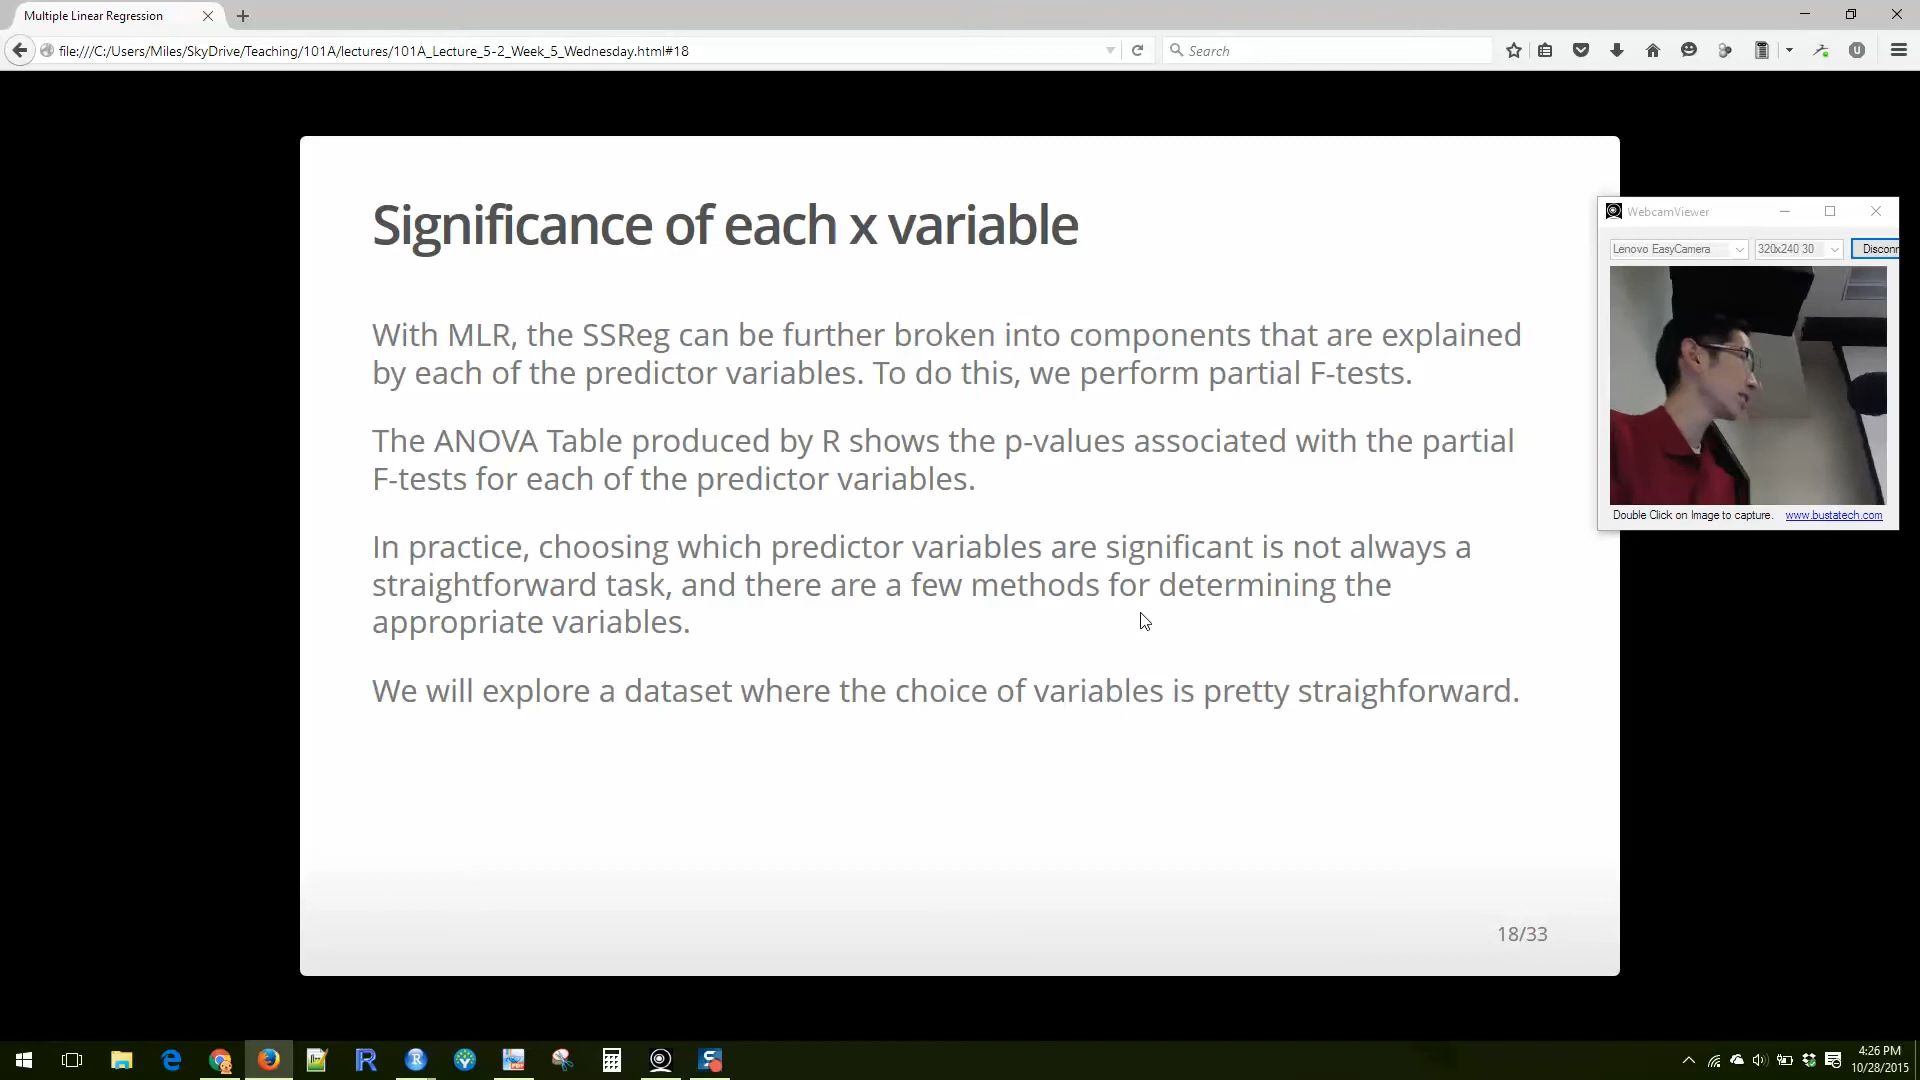 Multiple Linear Regression
file:///C:/Users/Miles/SkyDrive/Teaching/101A/lectures/101A_Lecture_5-2_Week_5_Wednesday.html#18
Search
Significance of each x variable
With MLR, the SSReg can be further broken into components that are explained
by each of the predictor variables. To do this, we perform partial F-tests.
The ANOVA Table produced by R shows the p-values associated with the partial
F-tests for each of the predictor variables.
In practice, choosing which predictor variables are significant is not always a
straightforward task, and there are a few methods for determining the
appropriate variables.
We will explore a dataset where the choice of variables is pretty straighforward.
18/33
WebcamViewer
Lenovo EasyCamera
320x240 30
Disconn
Double Click on Image to capture.
www.bustatech.com
4:26 PM
10/28/2015